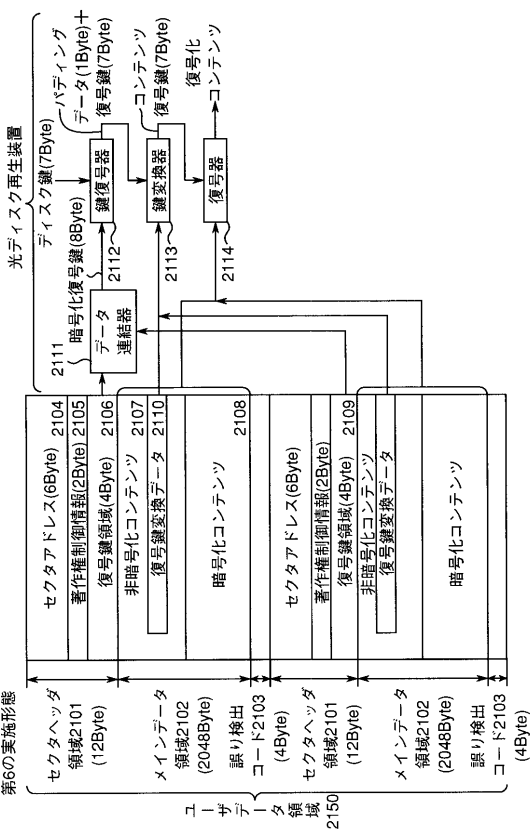 第6の実施形態
光ディスク再生装置
ディスク鍵(7Byte)
暗号化復号鍵(8Byte)
2111
データ
連結器
鍵復号器
2112
パディング
データ(1Byte)＋
復号鍵(7Byte)
鍵変換器
2113
コンテンツ
復号鍵(7Byte)
復号器
2114
復号化
コンテンツ
セクタヘッダ
領域2101
(12Byte)
メインデータ
領域2102
(2048Byte)
誤り検出
コード2103
(4Byte)
セクタヘッダ
領域2101
(12Byte)
メインデータ
領域2102
(2048Byte)
誤り検出
コード2103
(4Byte)
ユーザデータ領域
2150
セクタアドレス(6Byte) 2104
著作権制御情報(2Byte) 2105
復号鍵領域(4Byte) 2106
非暗号化コンテンツ 2107
復号鍵変換データ 2110
暗号化コンテンツ 2108
セクタアドレス(6Byte)
著作権制御情報(2Byte)
復号鍵領域(4Byte) 2109
非暗号化コンテンツ
復号鍵変換データ
暗号化コンテンツ